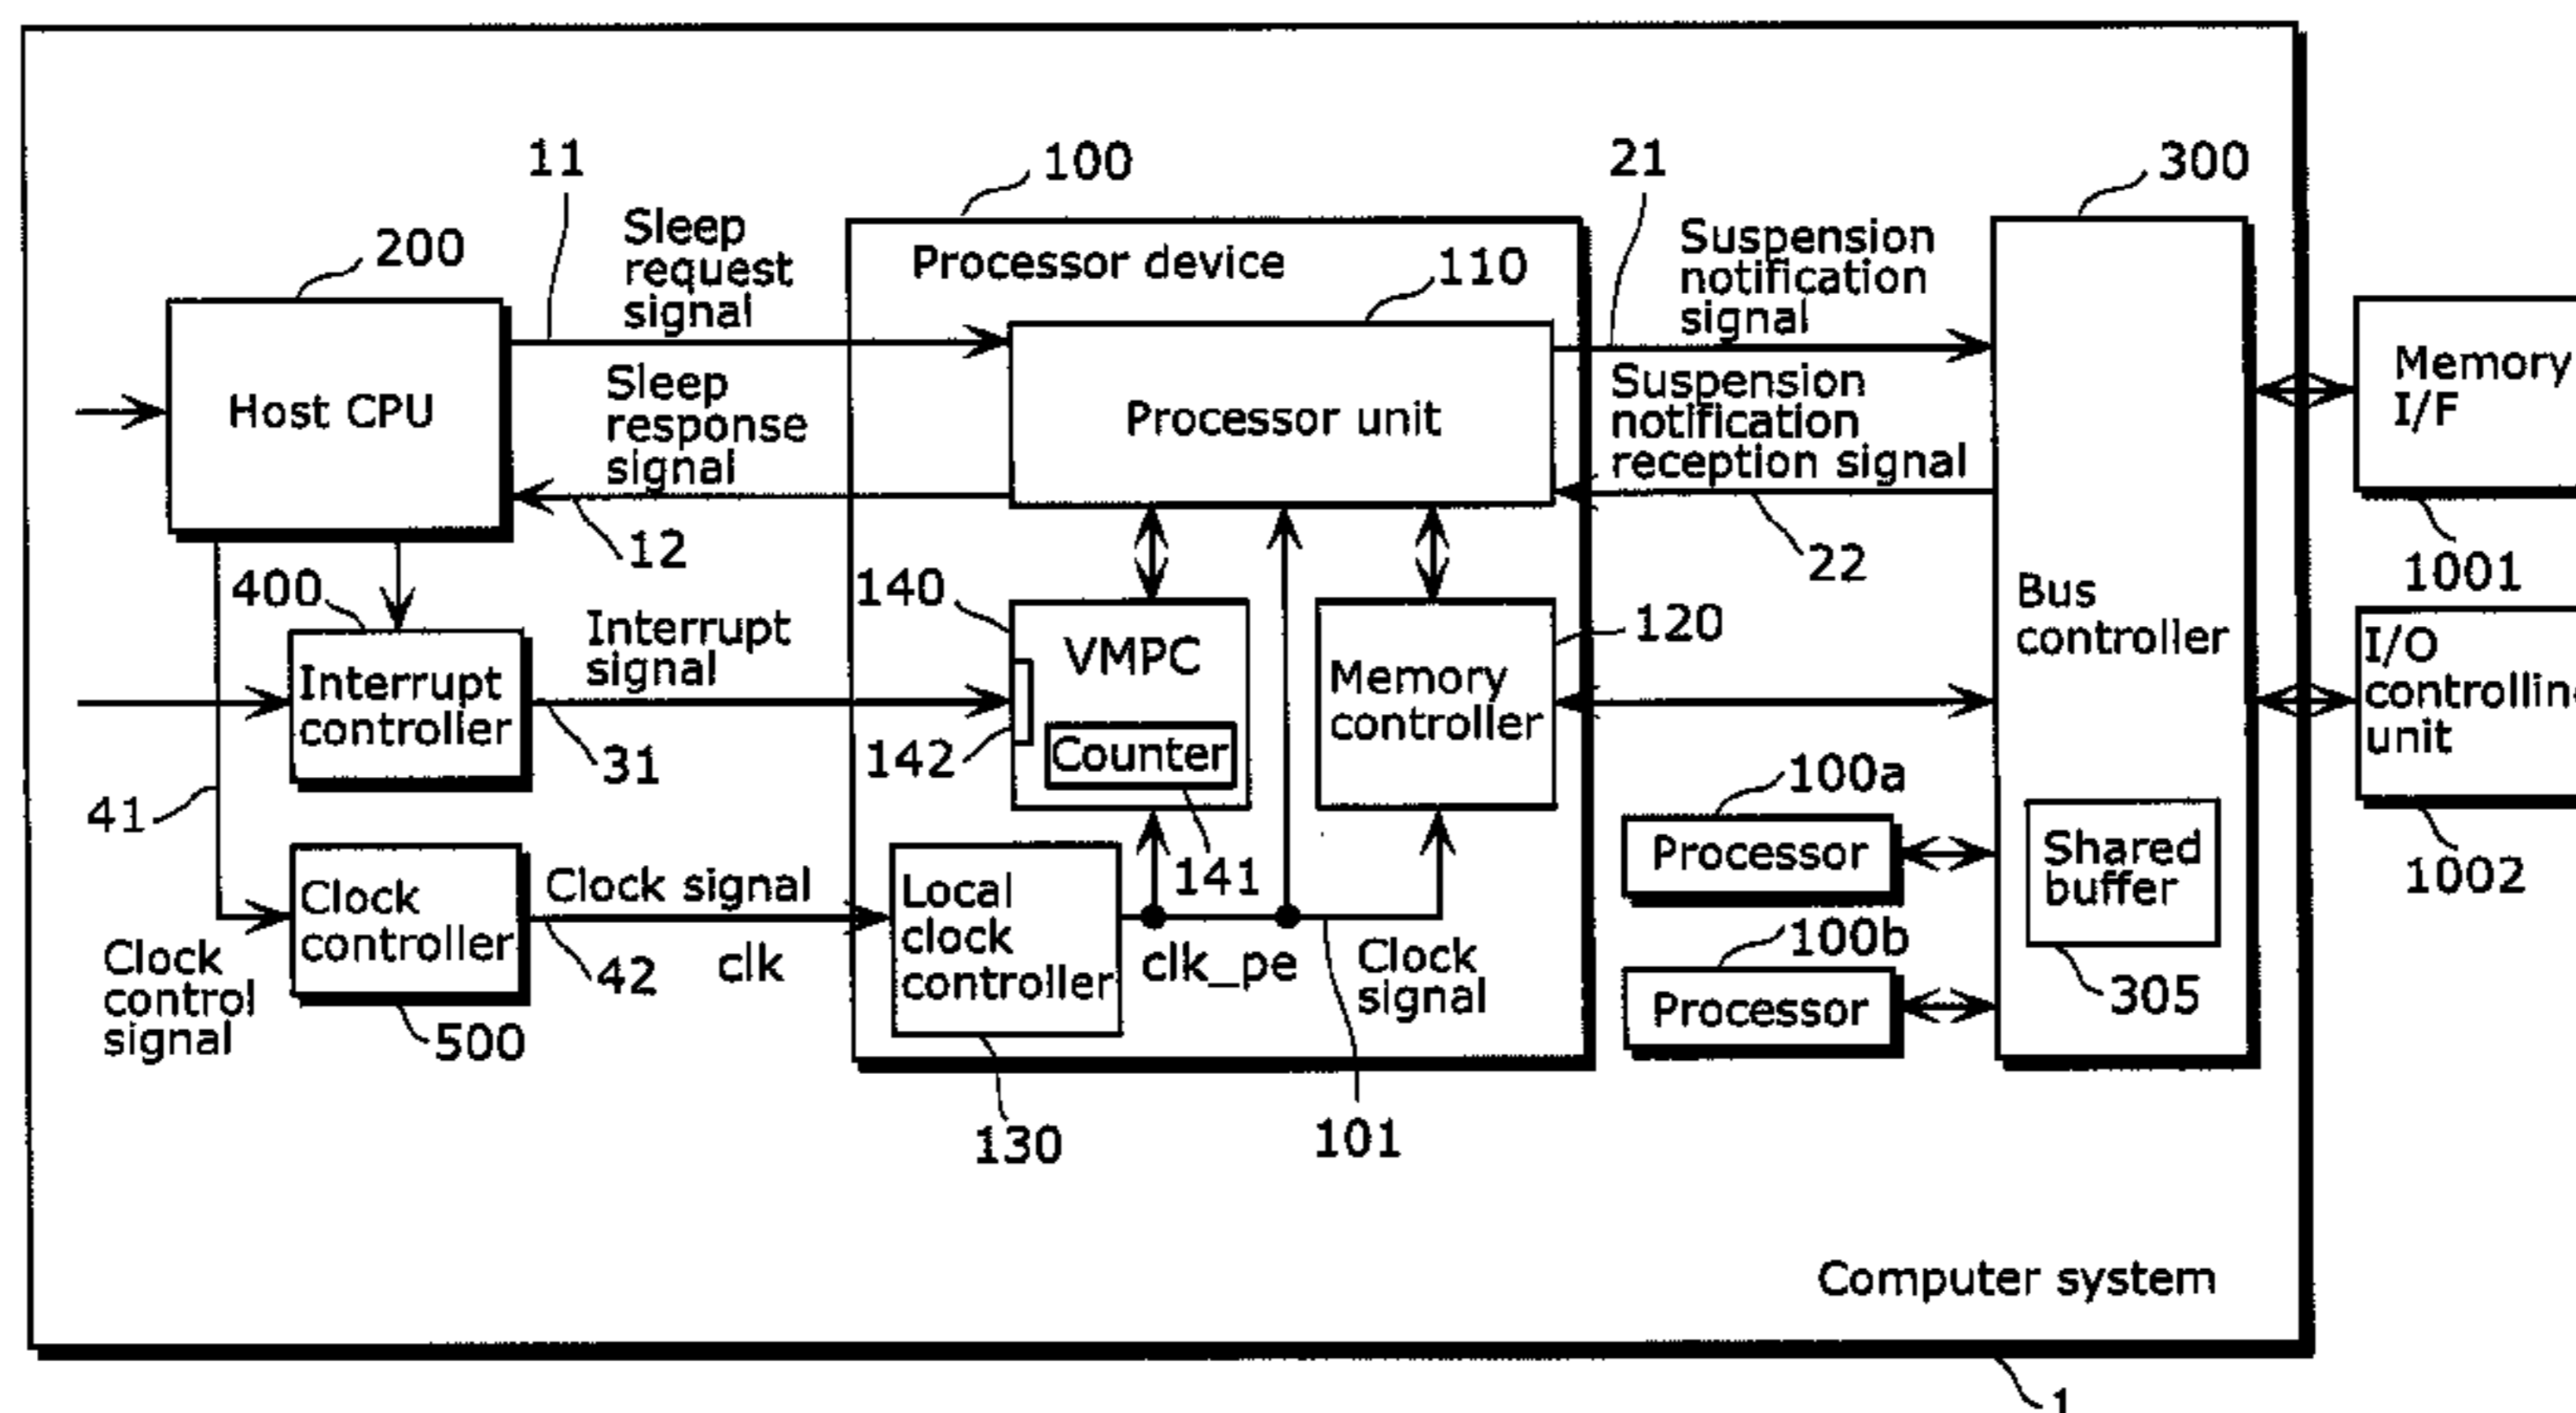 11
100
21
300
200
Sleep
request
signal
Processor device
110
Suspension
notification
signal
Host CPU
Sleep
response
signal
Processor unit
Suspension
notification
reception signal
Memory
I/F
12
22
1001
400
Interrupt
signal
140
VMPC
120
Bus
controller
Interrupt
controller
142
Counter
Memory
controller
I/O
controlling
unit
31
41
141
100a
Processor
Shared
buffer
1002
Clock
controller
Clock signal
Local
clock
controller
100b
Clock
control
signal
42
clk
clk_pe
Clock
signal
Processor
305
500
130
101
Computer system
1